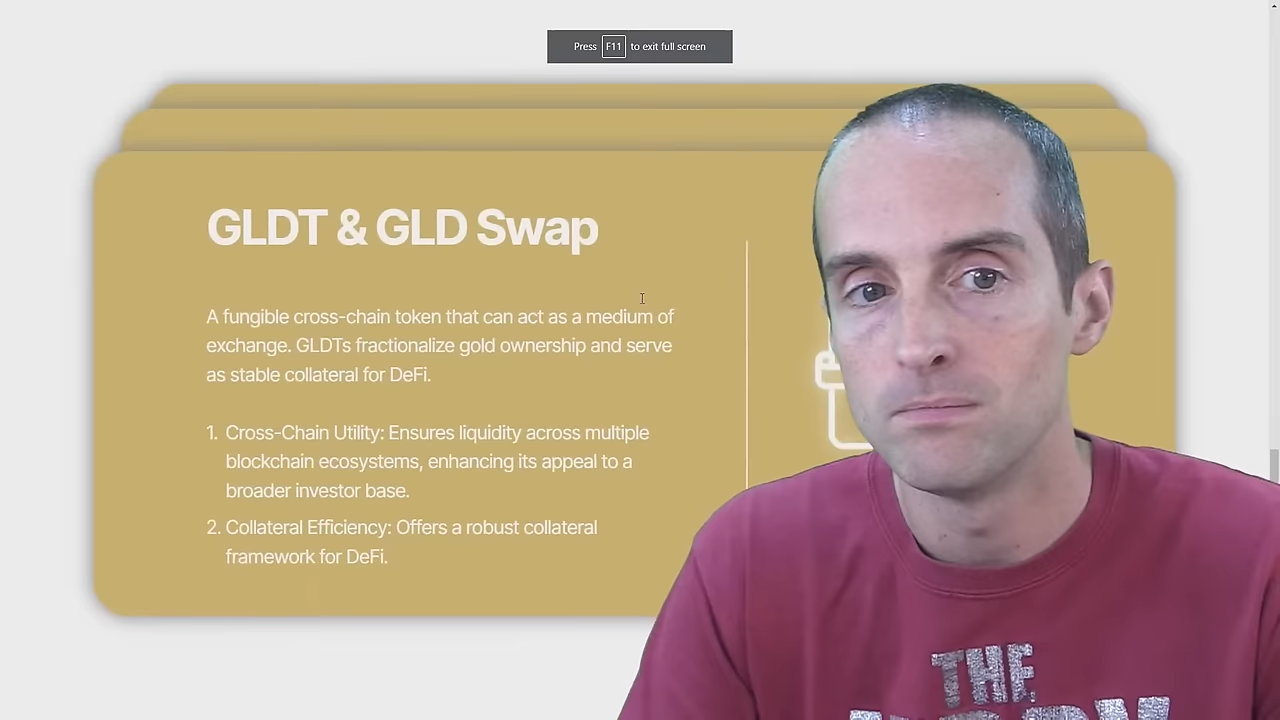 Press F11 to exit full screen
GLDT & GLD Swap
A fungible cross-chain token that can act as a medium of
exchange. GLDTs fractionalize gold ownership and serve
as stable collateral for DeFi.
1. Cross-Chain Utility: Ensures liquidity across multiple
blockchain ecosystems, enhancing its appeal to a
broader investor base.
2. Collateral Efficiency: Offers a robust collateral
framework for DeFi.
THE